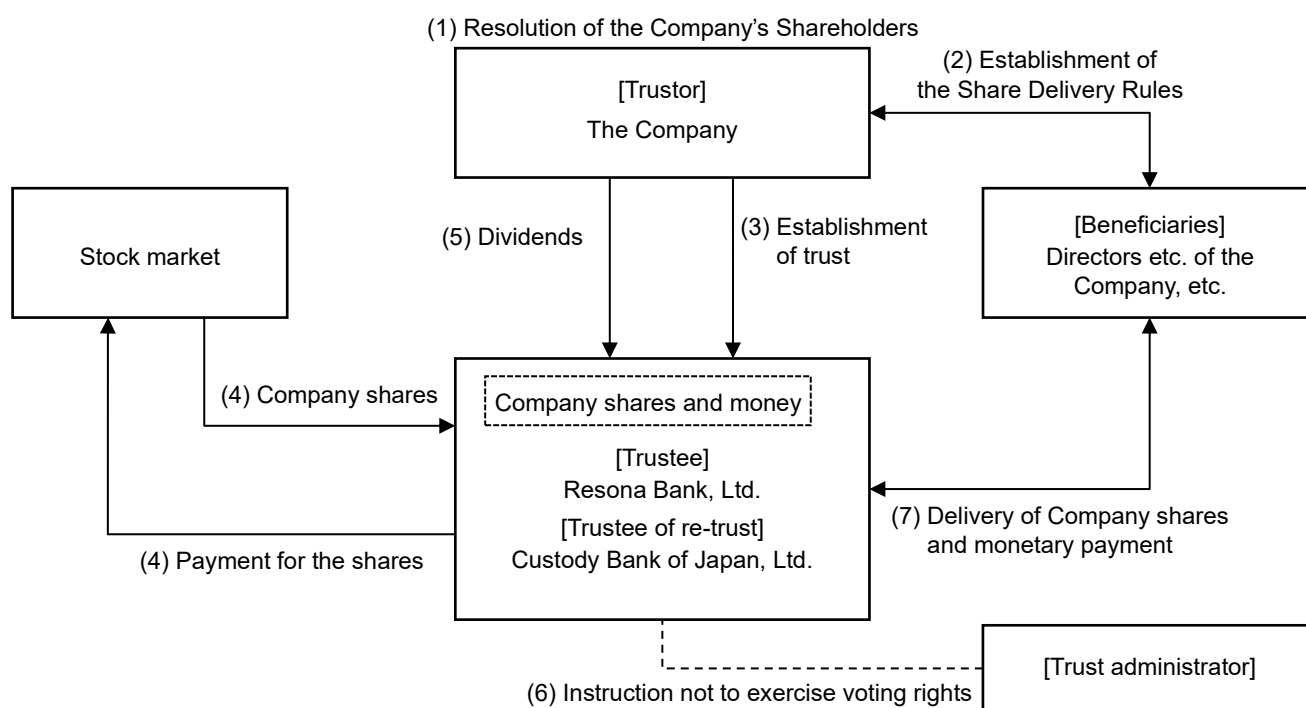 (1) Resolution of the Company’s Shareholders
[Trustor]
The Company
(2) Establishment of
the Share Delivery Rules
Stock market
(5) Dividends
(3) Establishment
of trust
[Beneficiaries]
Directors etc. of the
Company, etc.
(4) Company shares
Company shares and money
[Trustee]
Resona Bank, Ltd.
[Trustee of re-trust]
Custody Bank of Japan, Ltd.
(4) Payment for the shares
(7) Delivery of Company shares
and monetary payment
(6) Instruction not to exercise voting rights
[Trust administrator]